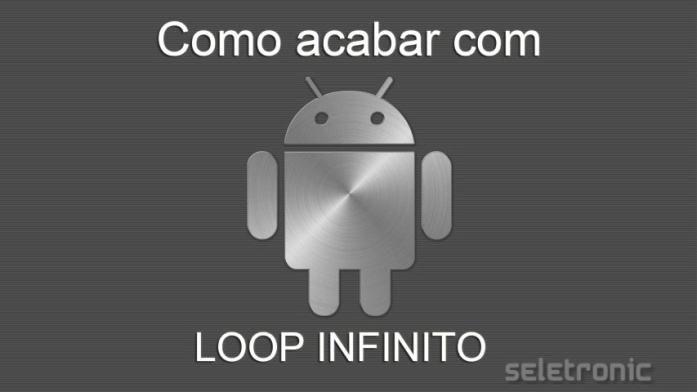 Como acabar com
LOOP INFINITO
seletronic